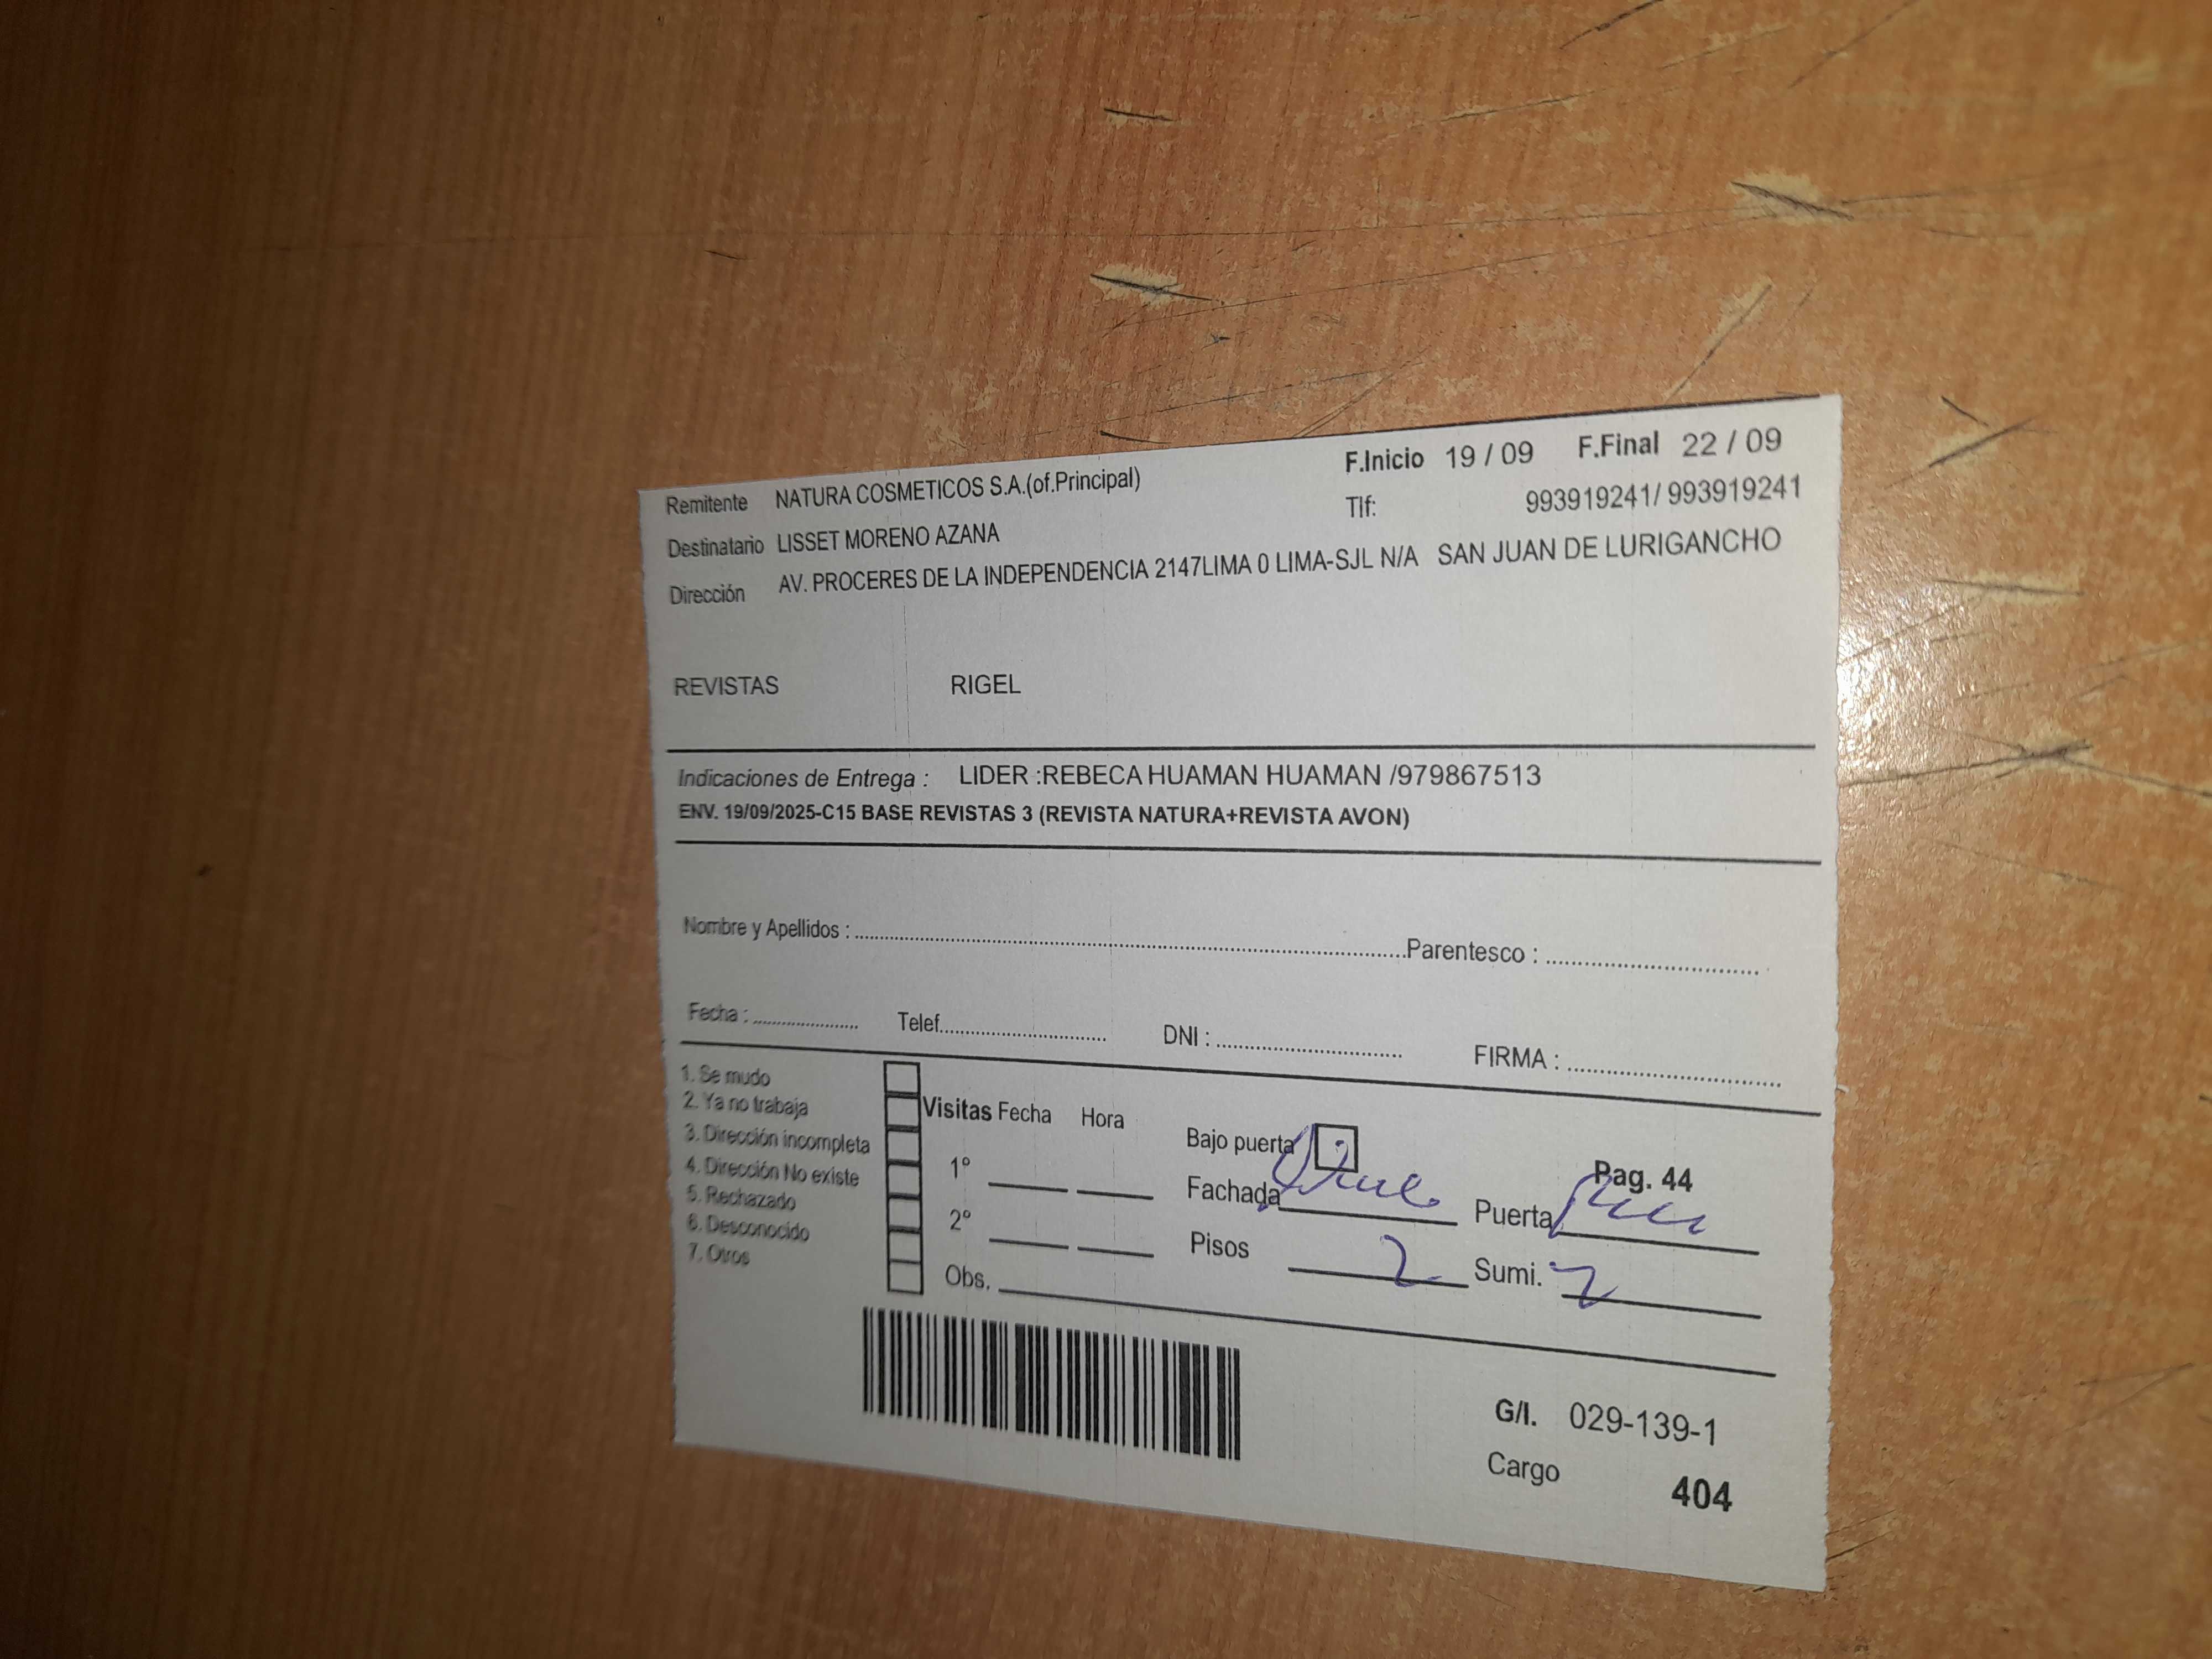 F.Inicio 19 / 09 F.Final 22 / 09
Remitente NATURA COSMETICOS S.A.(of.Principal) Tlf: 993919241/ 993919241
Destinatario LISSET MORENO AZANA
Dirección AV. PROCERES DE LA INDEPENDENCIA 2147LIMA 0 LIMA-SJL N/A SAN JUAN DE LURIGANCHO
REVISTAS RIGEL
Indicaciones de Entrega : LIDER :REBECA HUAMAN HUAMAN /979867513
ENV. 19/09/2025-C15 BASE REVISTAS 3 (REVISTA NATURA+REVISTA AVON)
Nombre y Apellidos : Parentesco :
Fecha : Telef. DNI : FIRMA :
1. Se mudo
2. Ya no trabaja
3. Dirección incompleta
4. Dirección No existe
5. Rechazado
6. Desconocido
7. Otros
Visitas Fecha Hora
1º
2º
Obs.
Bajo puerta
Pag. 44
Fachada Puerta
Pisos 2 Sumi. 2
G/I. 029-139-1
Cargo 404